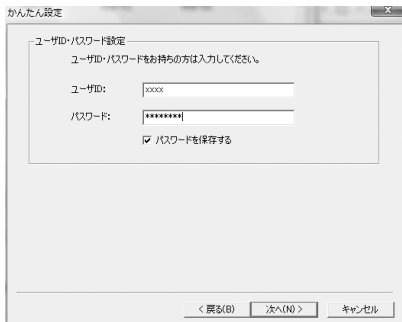 かんたん設定
ユーザID・パスワード設定
ユーザID・パスワードをお持ちの方は入力してください。
ユーザID:
xxxx
パスワード:
********
パスワードを保存する
< 戻る(B)
次へ(N) >
キャンセル